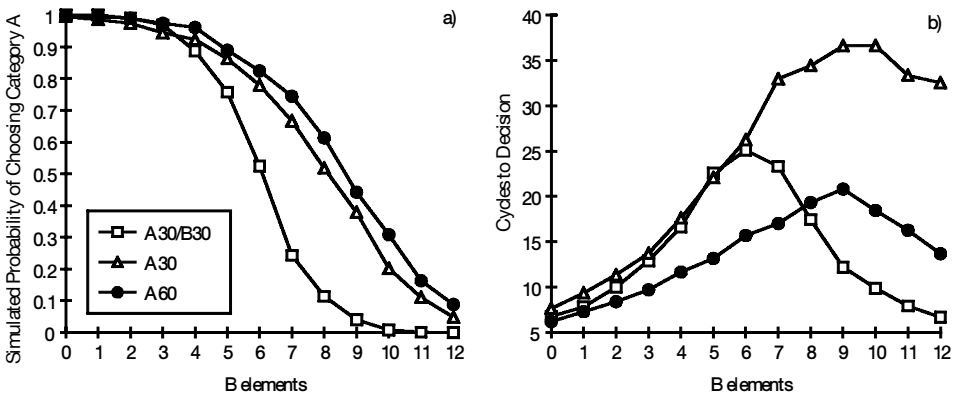 a)
Simulated Probability of Choosing Category A
1
0.9
0.8
0.7
0.6
0.5
0.4
0.3
0.2
0.1
0
A30/B30
A30
A60
0 1 2 3 4 5 6 7 8 9 10 11 12
B elements
b)
Cycles to Decision
40
35
30
25
20
15
10
5
0 1 2 3 4 5 6 7 8 9 10 11 12
B elements